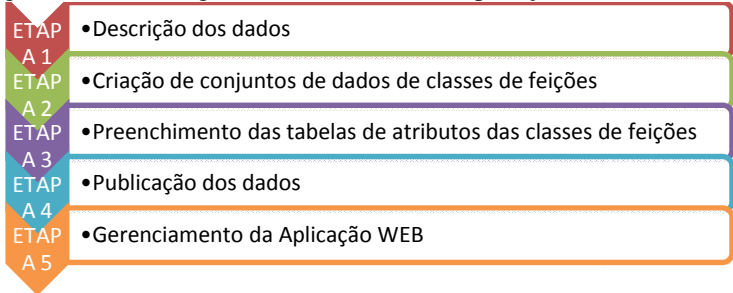 ETAP
A 1
•Descrição dos dados
ETAP
A 2
•Criação de conjuntos de dados de classes de feições
ETAP
A 3
•Preenchimento das tabelas de atributos das classes de feições
ETAP
A 4
•Publicação dos dados
ETAP
A 5
•Gerenciamento da Aplicação WEB